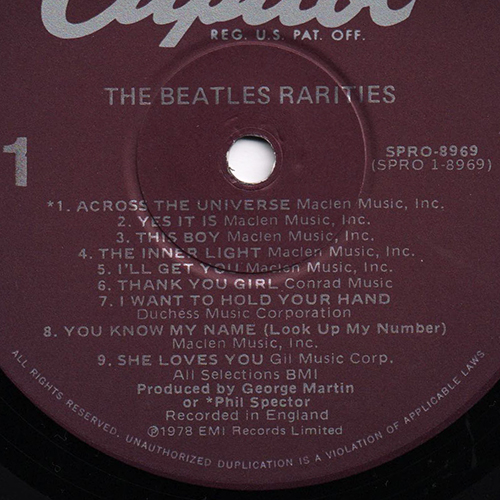 Capitol
REG. U.S. PAT. OFF.
THE BEATLES RARITIES
1
SPRO-8969
(SPRO 1-8969)
*1. ACROSS THE UNIVERSE Maclen Music, Inc.
2. YES IT IS Maclen Music, Inc.
3. THIS BOY Maclen Music, Inc.
4. THE INNER LIGHT Maclen Music, Inc.
5. I'LL GET YOU Maclen Music, Inc.
6. THANK YOU GIRL Conrad Music
7. I WANT TO HOLD YOUR HAND
Duchess Music Corporation
8. YOU KNOW MY NAME (Look Up My Number)
Maclen Music, Inc.
9. SHE LOVES YOU Gil Music Corp.
All Selections BMI
Produced by George Martin
or *Phil Spector
Recorded in England
℗1978 EMI Records Limited
ALL RIGHTS RESERVED. UNAUTHORIZED DUPLICATION IS A VIOLATION OF APPLICABLE LAWS